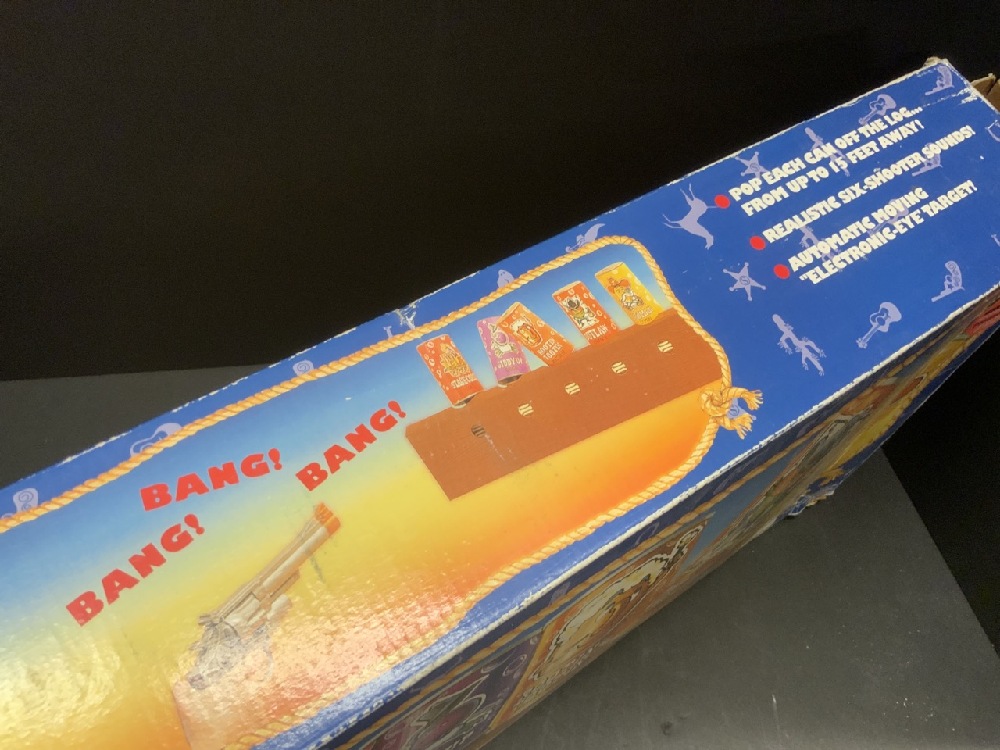 BANG!
BANG!
BANG!
● POP EACH CAN OFF THE LOG...
FROM UP TO 15 FEET AWAY!
● REALISTIC SIX-SHOOTER SOUNDS!
● AUTOMATIC MOVING
"ELECTRONIC-EYE" TARGET!